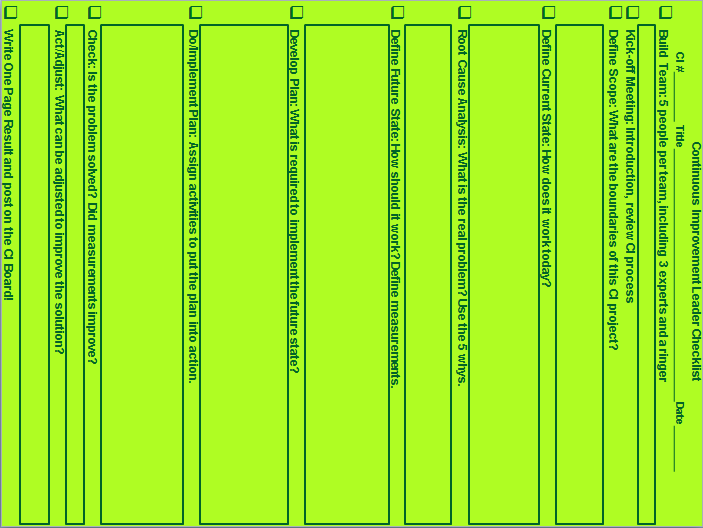 Continuous Improvement Leader Checklist
CI # Title Date
Build Team: 5 people per team, including 3 experts and a ringer
Kick-off Meeting: Introduction, review CI process
Define Scope: What are the boundaries of this CI project?
Define Current State: How does it work today?
Root Cause Analysis: What is the real problem? Use the 5 whys.
Define Future State: How should it work? Define measurements.
Develop Plan: What is required to implement the future state?
Do/Implement Plan: Assign activities to put the plan into action.
Check: Is the problem solved? Did measurements improve?
Act/Adjust: What can be adjusted to improve the solution?
Write One Page Result and post on the CI Board!